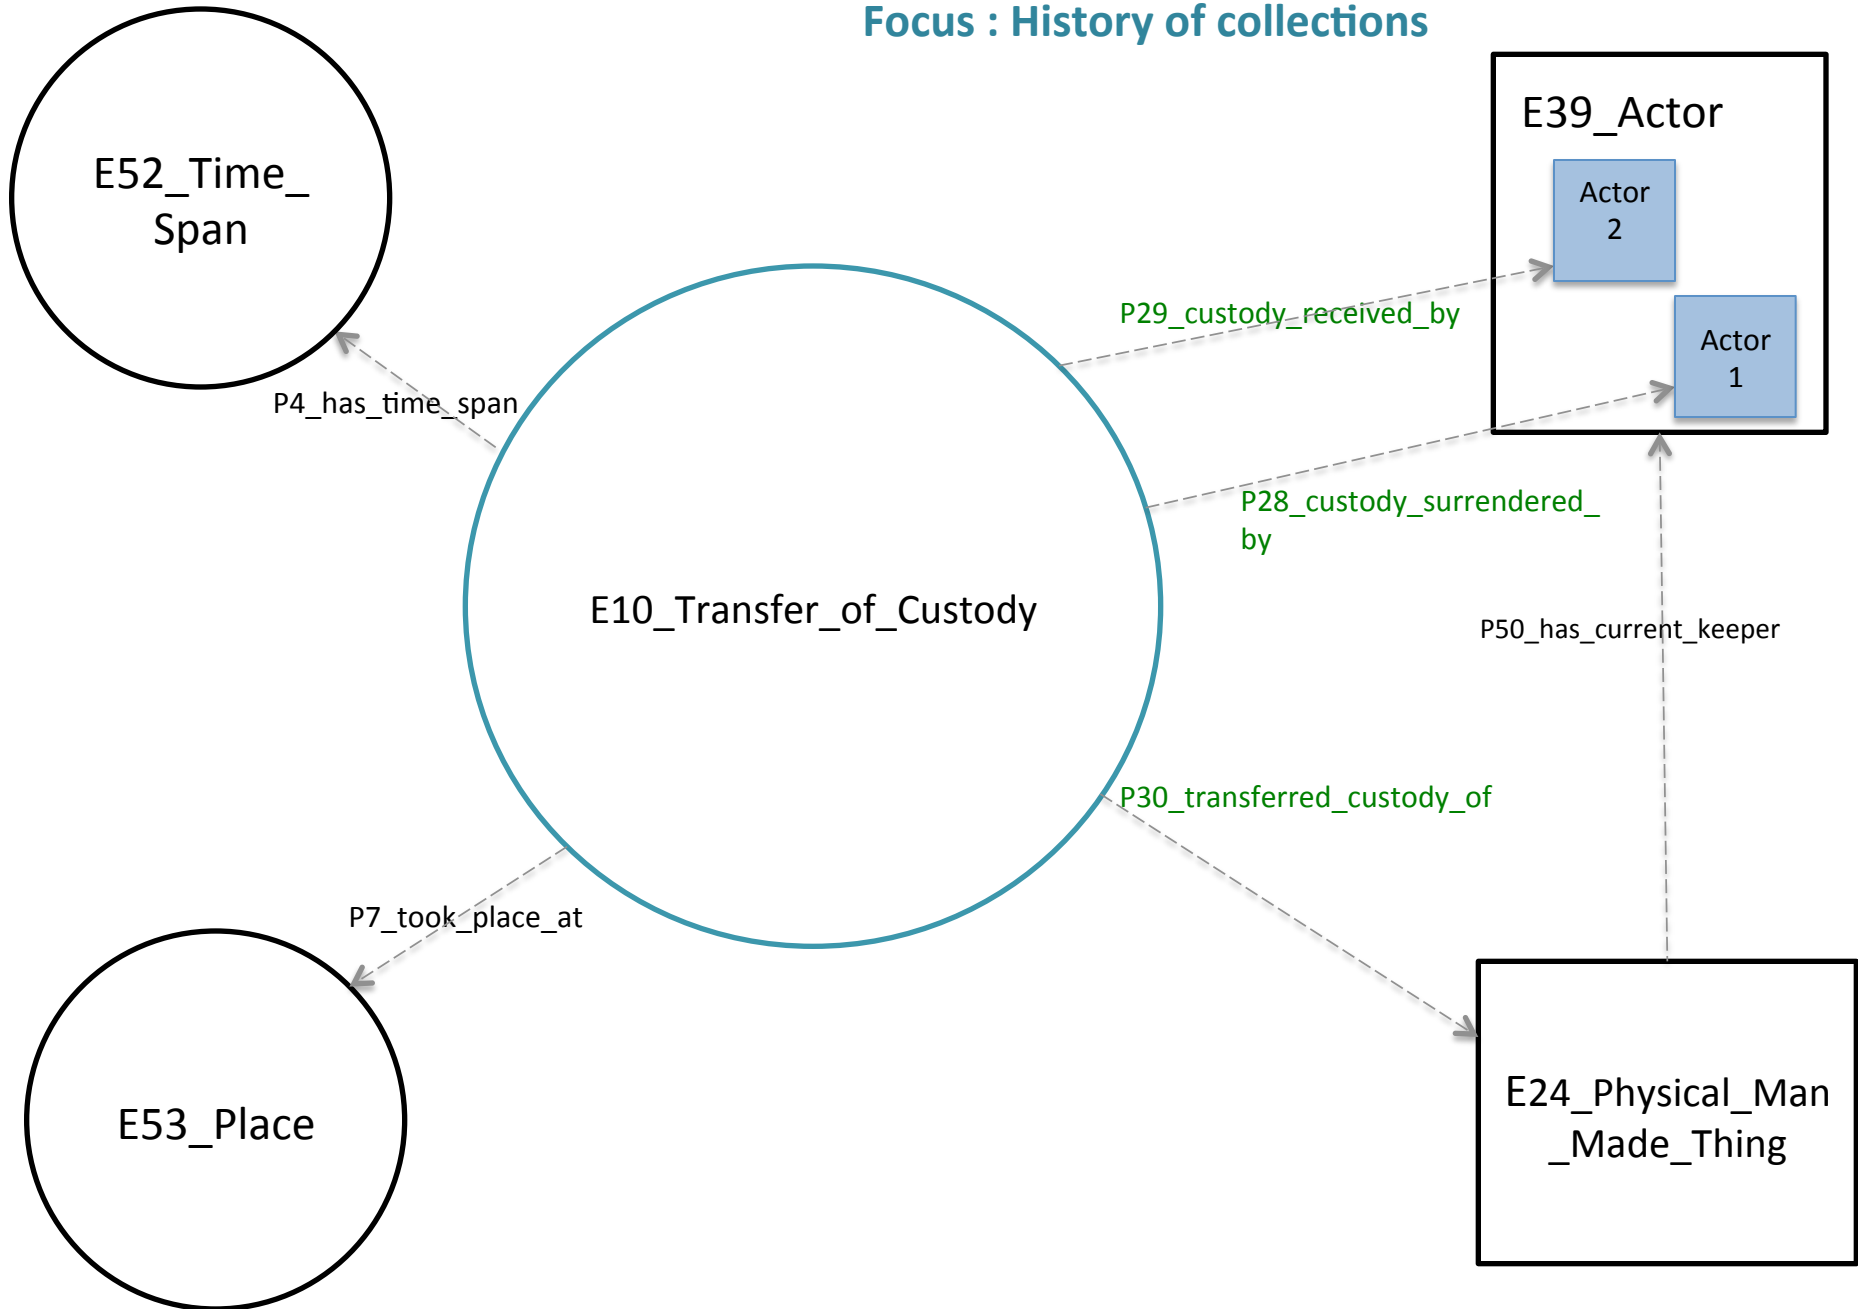 Focus : History of collections
E39_Actor
E52_Time_
Span
Actor
2
P29_custody_received_by
Actor
1
P4_has_time_span
P28_custody_surrendered_
by
E10_Transfer_of_Custody
P50_has_current_keeper
P30_transferred_custody_of
P7_took_place_at
E53_Place
E24_Physical_Man
_Made_Thing